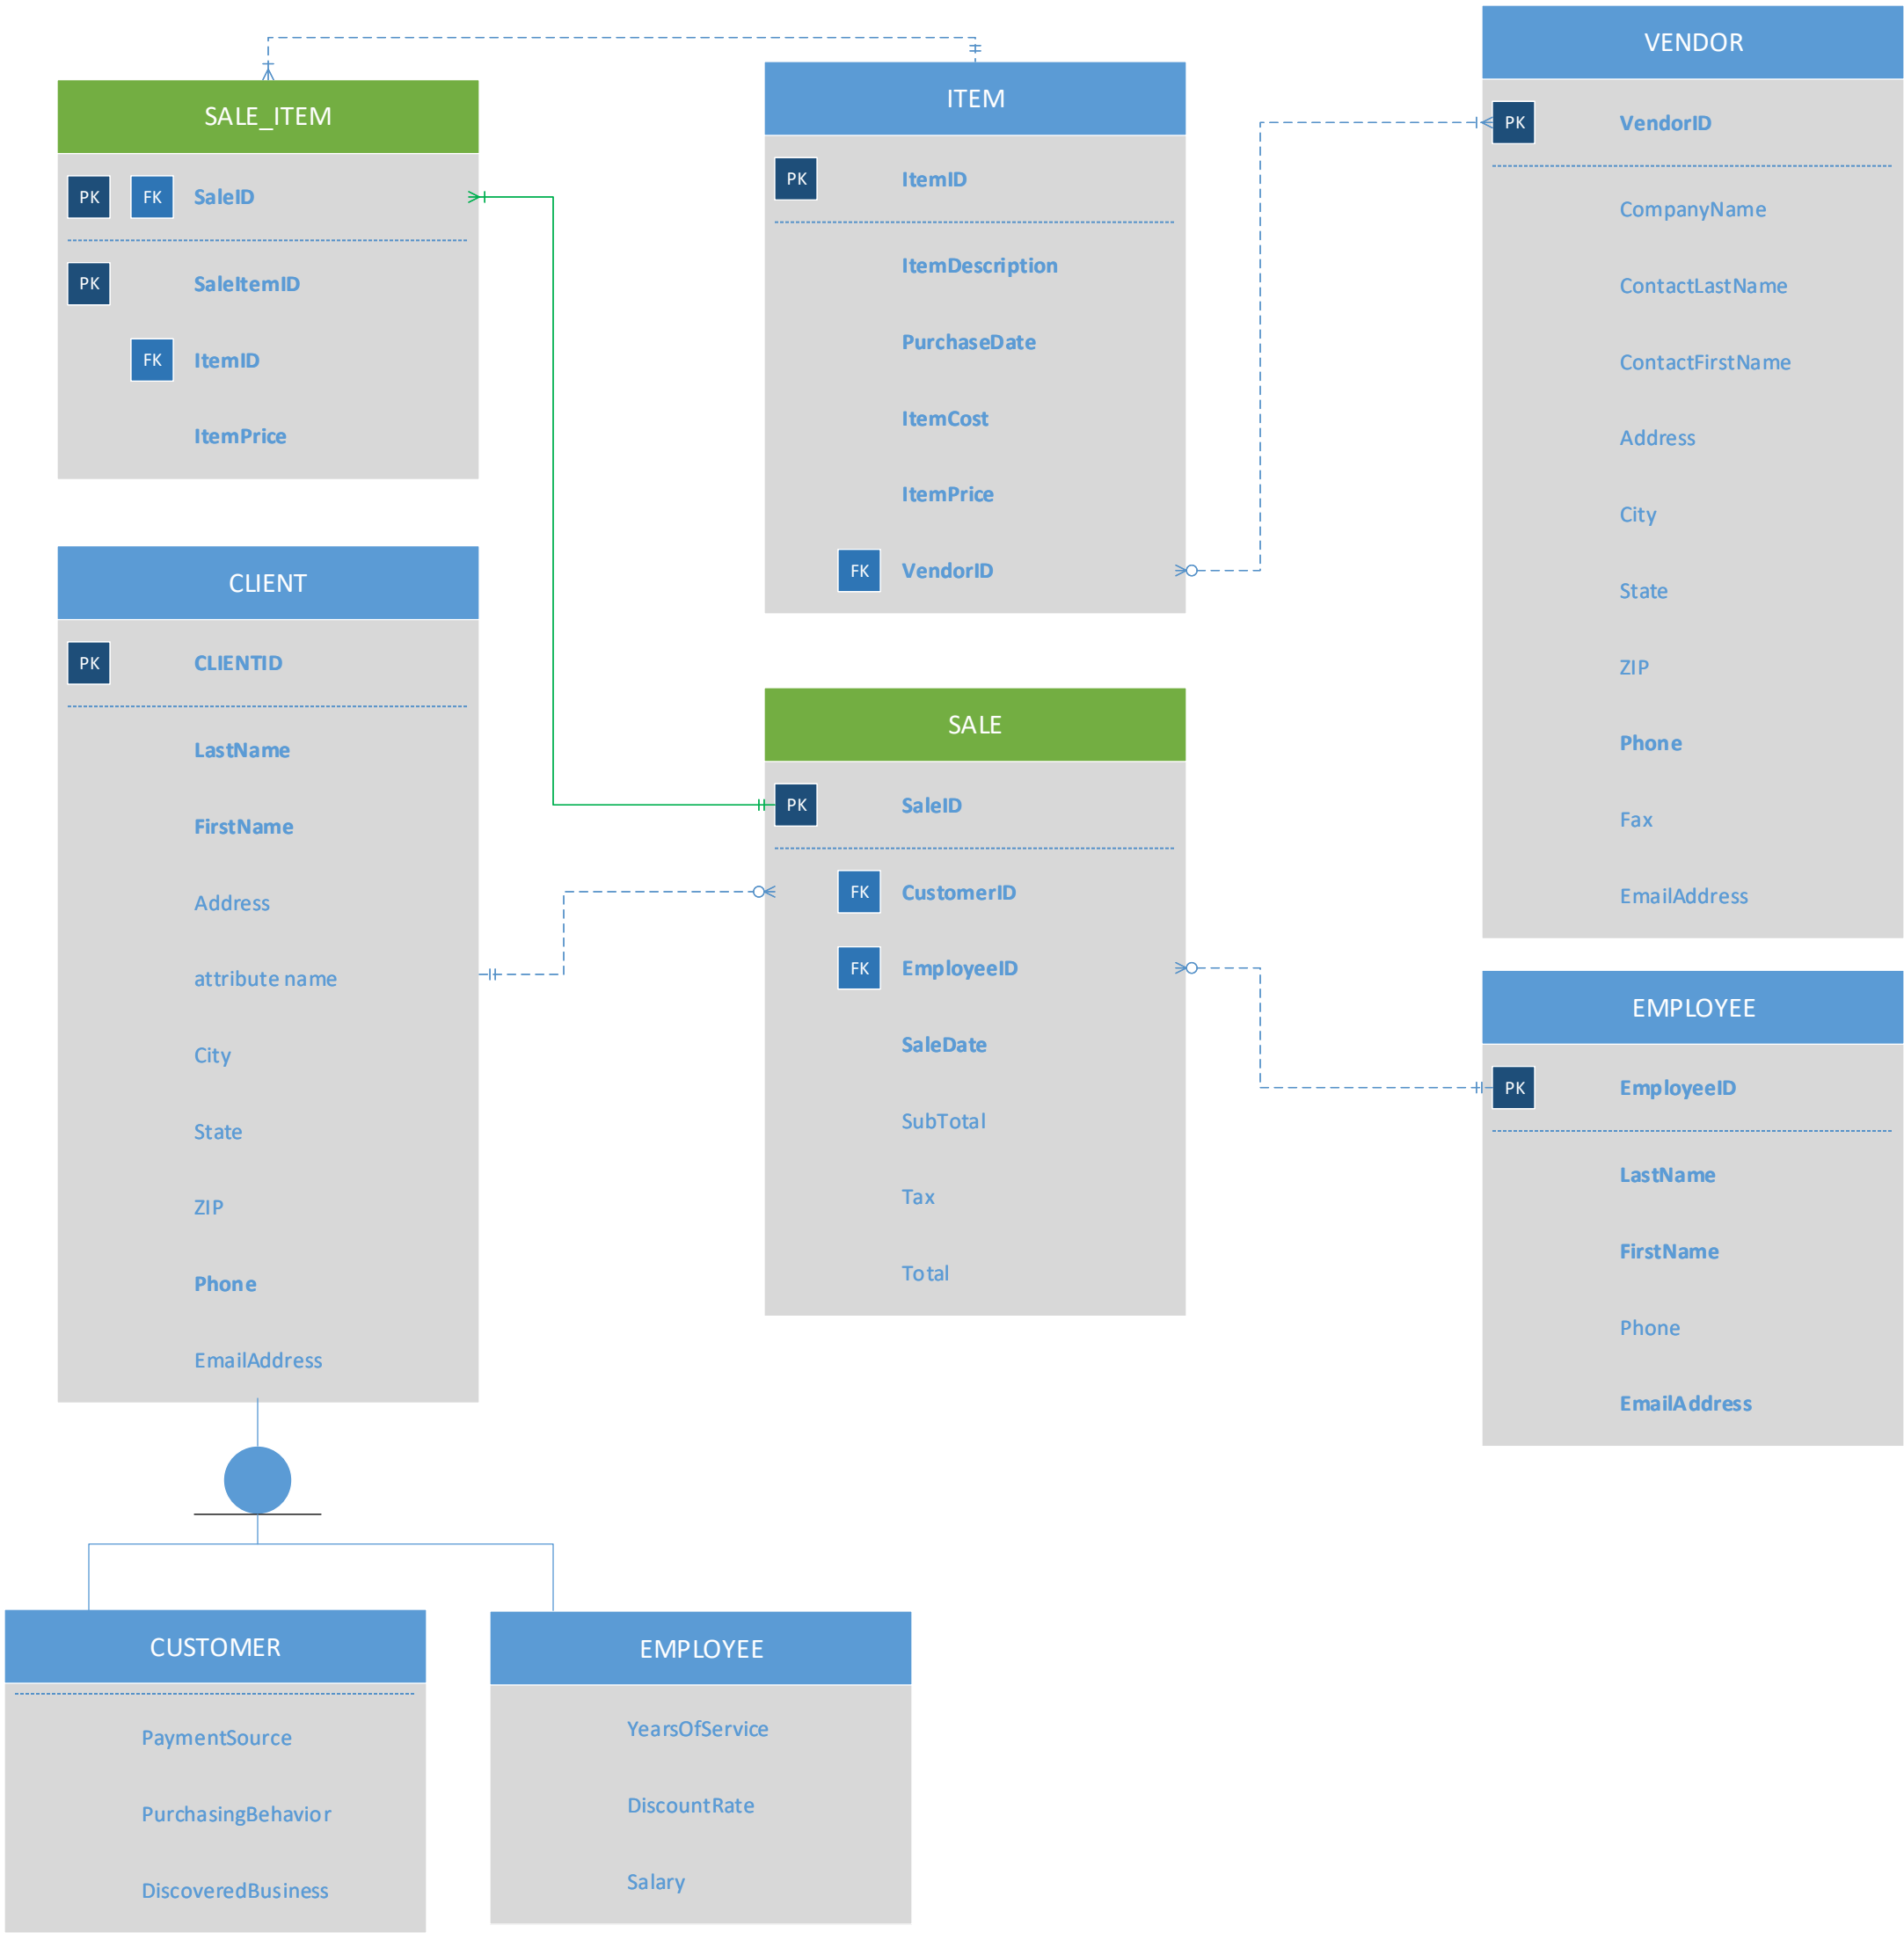 SALE_ITEM
PK FK SaleID
PK SaleItemID
FK ItemID
ItemPrice
ITEM
PK ItemID
ItemDescription
PurchaseDate
ItemCost
ItemPrice
FK VendorID
VENDOR
PK VendorID
CompanyName
ContactLastName
ContactFirstName
Address
City
State
ZIP
Phone
Fax
EmailAddress
CLIENT
PK CLIENTID
LastName
FirstName
Address
attribute name
City
State
ZIP
Phone
EmailAddress
SALE
PK SaleID
FK CustomerID
FK EmployeeID
SaleDate
SubTotal
Tax
Total
EMPLOYEE
PK EmployeeID
LastName
FirstName
Phone
EmailAddress
CUSTOMER
PaymentSource
PurchasingBehavior
DiscoveredBusiness
EMPLOYEE
YearsOfService
DiscountRate
Salary